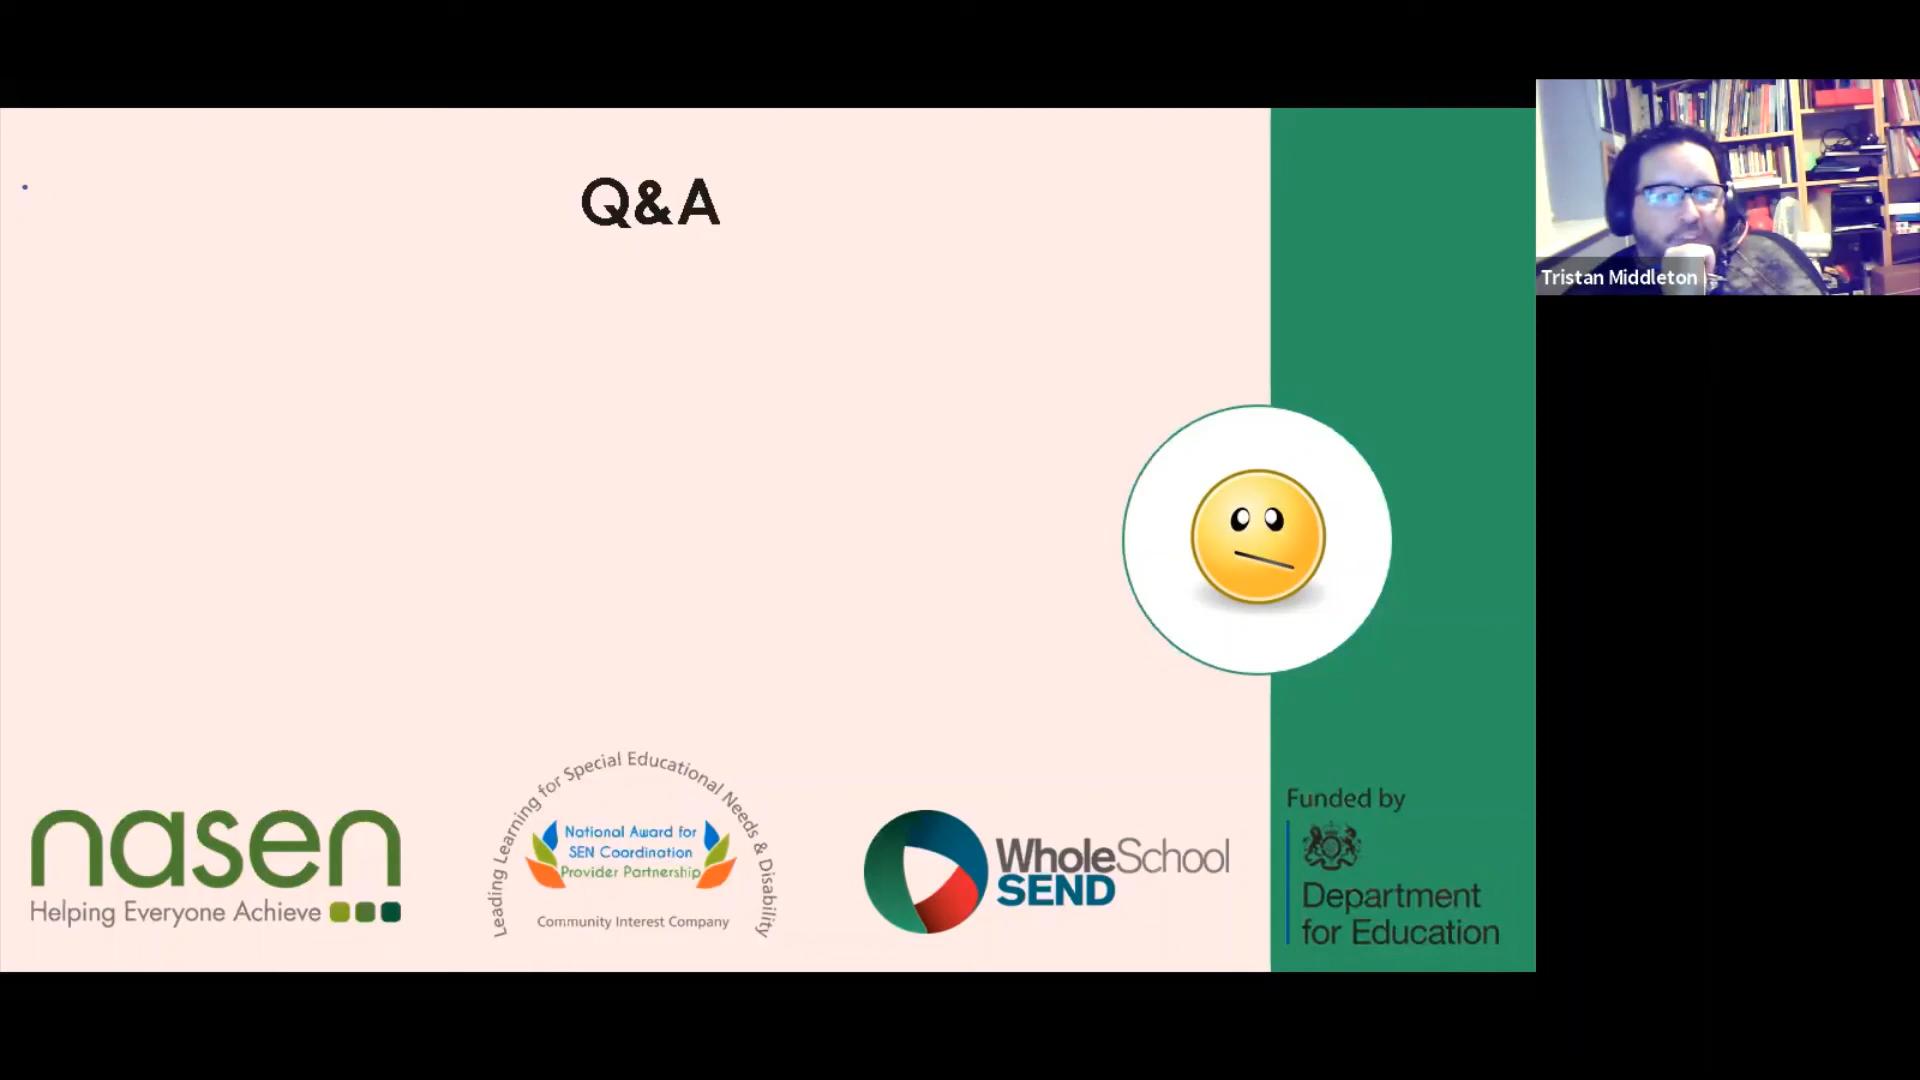 Q&A
Tristan Middleton
nasen
Helping Everyone Achieve
Leading Learning for Special Educational Needs & Disability
National Award for
SEN Coordination
Provider Partnership
Community Interest Company
WholeSchool
SEND
Funded by
Department
for Education